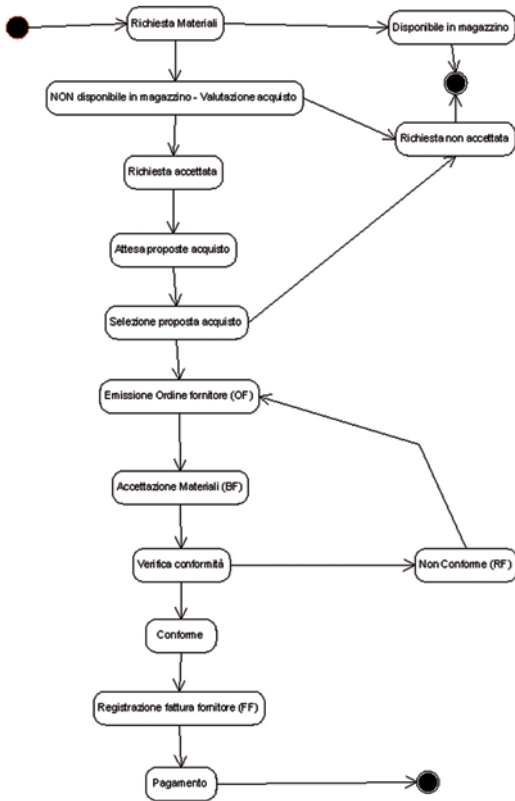 Richiesta Materiali
Disponibile in magazzino
NON disponibile in magazzino - Valutazione acquisto
Richiesta non accettata
Richiesta accettata
Attesa proposte acquisto
Selezione proposta acquisto
Emissione Ordine fornitore (OF)
Accettazione Materiali (BF)
Verifica conformità
Non Conforme (RF)
Conforme
Registrazione fattura fornitore (FF)
Pagamento